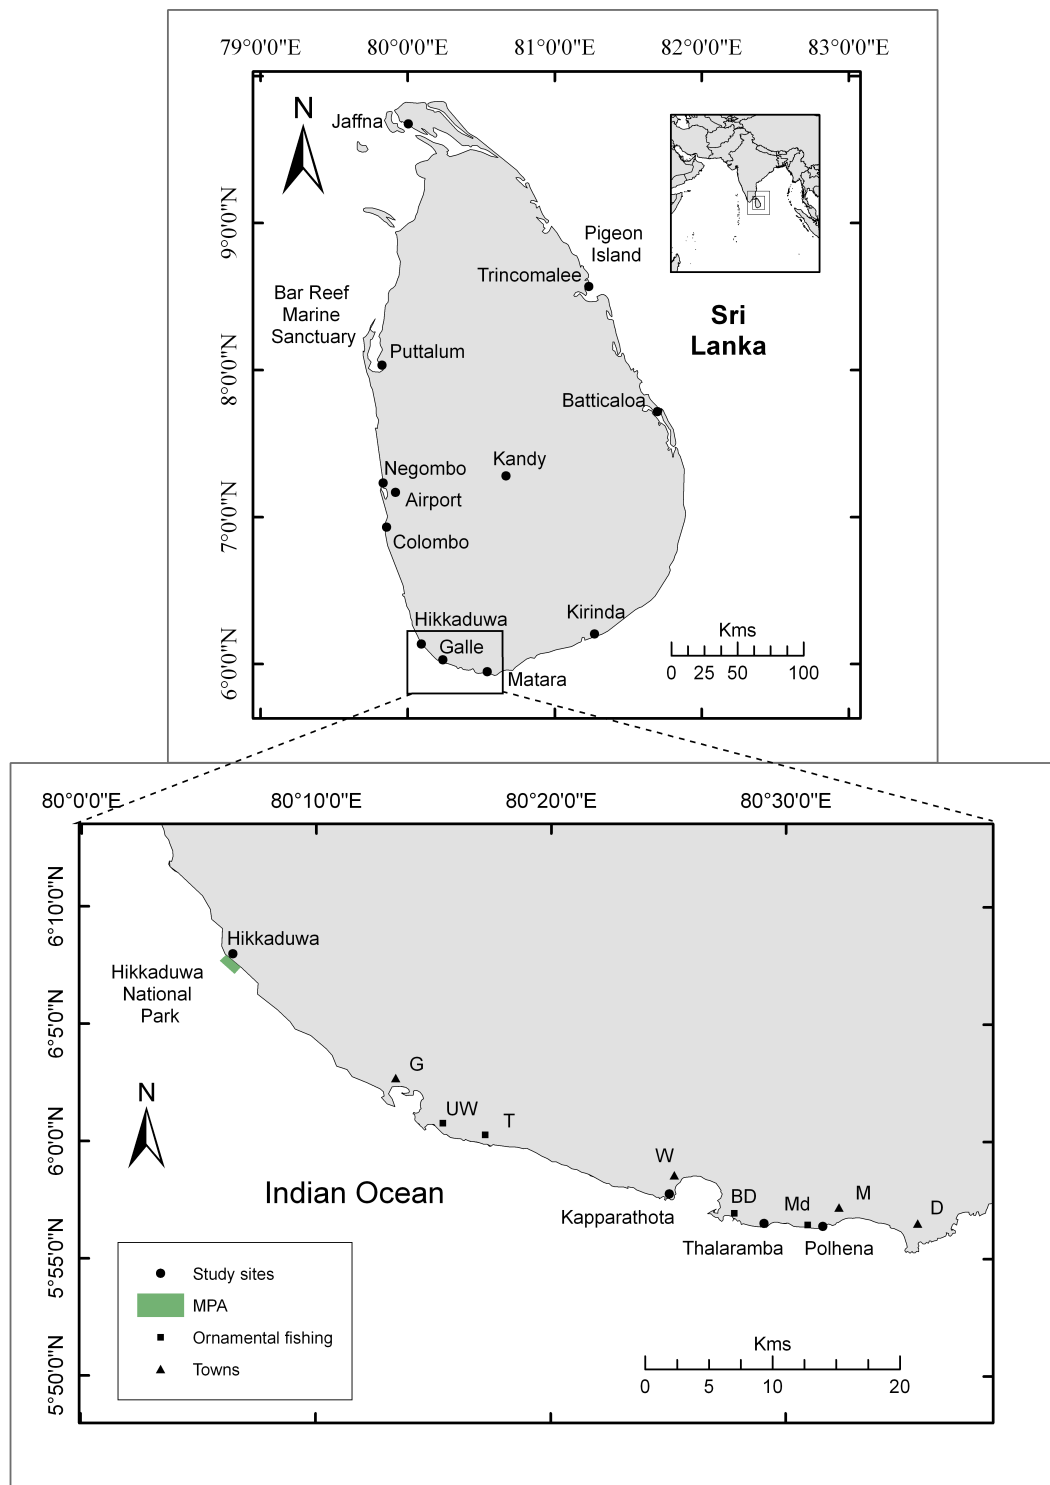 79°0'0"E 80°0'0"E 81°0'0"E 82°0'0"E 83°0'0"E
N
Jaffna
9°0'0"N
Pigeon
Island
Trincomalee
Bar Reef
Marine
Sanctuary
Sri
Lanka
Puttalum
8°0'0"N
Batticaloa
Kandy
Negombo
Airport
7°0'0"N
Colombo
Kirinda
Hikkaduwa
Galle
Matara
6°0'0"N
Kms
0 25 50 100
80°0'0"E 80°10'0"E 80°20'0"E 80°30'0"E
6°10'0"N
Hikkaduwa
Hikkaduwa
National
Park
6°5'0"N
G
N
UW
T
6°0'0"N
W
Indian Ocean
BD
Md
M
D
Kapparathota
Thalaramba
Polhena
5°55'0"N
Study sites
MPA
Ornamental fishing
Towns
Kms
0 5 10 20
5°50'0"N